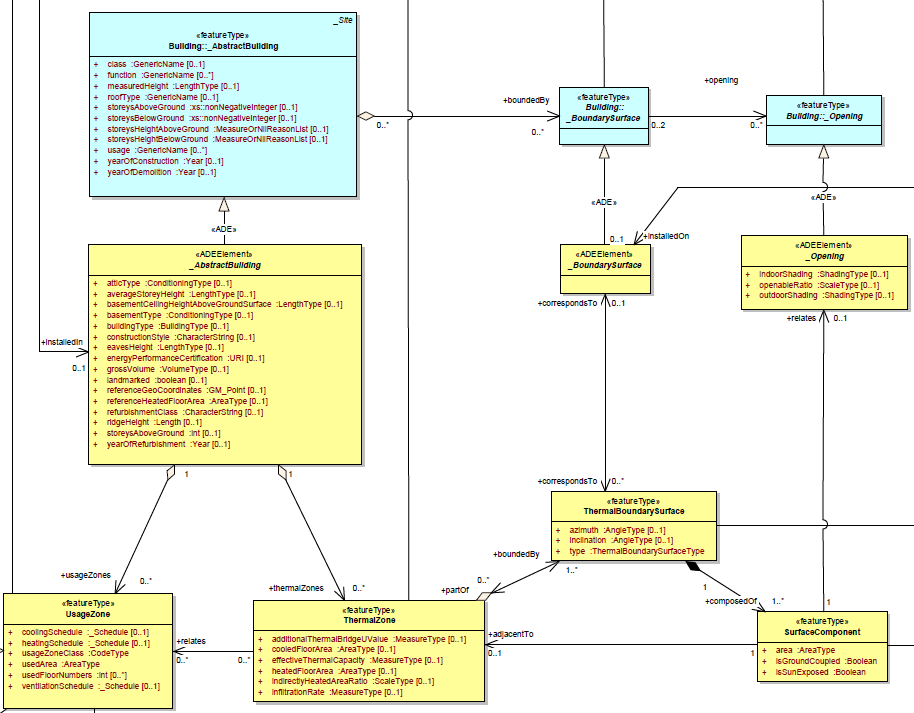 _Site
«featureType»
Building::_AbstractBuilding
+ class :GenericName [0..1]
+ function :GenericName [0..*]
+ measuredHeight :LengthType [0..1]
+ roofType :GenericName [0..1]
+ storeysAboveGround :xs::nonNegativeInteger [0..1]
+ storeysBelowGround :xs::nonNegativeInteger [0..1]
+ storeysHeightAboveGround :MeasureOrNilReasonList [0..1]
+ storeysHeightBelowGround :MeasureOrNilReasonList [0..1]
+ usage :GenericName [0..*]
+ yearOfConstruction :Year [0..1]
+ yearOfDemolition :Year [0..1]
0..*
+boundedBy
0..*
«featureType»
Building::
_BoundarySurface
0..2
+opening
0..*
«featureType»
Building::_Opening
«ADE»
«ADE»
«ADE»
0..1
+installedOn
«ADEElement»
_AbstractBuilding
+ atticType :ConditioningType [0..1]
+ averageStoreyHeight :LengthType [0..1]
+ basementCeilingHeightAboveGroundSurface :LengthType [0..1]
+ basementType :ConditioningType [0..1]
+ buildingType :BuildingType [0..1]
+ constructionStyle :CharacterString [0..1]
+ eavesHeight :LengthType [0..1]
+ energyPerformanceCertification :URI [0..1]
+ grossVolume :VolumeType [0..1]
+ landmarked :boolean [0..1]
+ referenceGeoCoordinates :GM_Point [0..1]
+ referenceHeatedFloorArea :AreaType [0..1]
+ refurbishmentClass :CharacterString [0..1]
+ ridgeHeight :Length [0..1]
+ storeysAboveGround :Int [0..1]
+ yearOfRefurbishment :Year [0..1]
+installedIn
0..1
«ADEElement»
_BoundarySurface
+correspondsTo
0..1
«ADEElement»
_Opening
+ indoorShading :ShadingType [0..1]
+ openableRatio :ScaleType [0..1]
+ outdoorShading :ShadingType [0..1]
+relates
0..1
1
1
+correspondsTo
0..*
«featureType»
ThermalBoundarySurface
+ azimuth :AngleType [0..1]
+ inclination :AngleType [0..1]
+ type :ThermalBoundarySurfaceType
+boundedBy
1..*
0..*
+partOf
1
+composedOf
1..*
1
+usageZones
0..*
+thermalZones
0..*
«featureType»
UsageZone
+ coolingSchedule :_Schedule [0..1]
+ heatingSchedule :_Schedule [0..1]
+ usageZoneClass :CodeType
+ usedArea :AreaType
+ usedFloorNumbers :Int [0..*]
+ ventilationSchedule :_Schedule [0..1]
+relates
0..*
0..*
«featureType»
ThermalZone
+ additionalThermalBridgeUValue :MeasureType [0..1]
+ cooledFloorArea :AreaType [0..1]
+ effectiveThermalCapacity :MeasureType [0..1]
+ heatedFloorArea :AreaType [0..1]
+ indirectlyHeatedAreaRatio :ScaleType [0..1]
+ infiltrationRate :MeasureType [0..1]
+adjacentTo
0..1
1
«featureType»
SurfaceComponent
+ area :AreaType
+ isGroundCoupled :Boolean
+ isSunExposed :Boolean